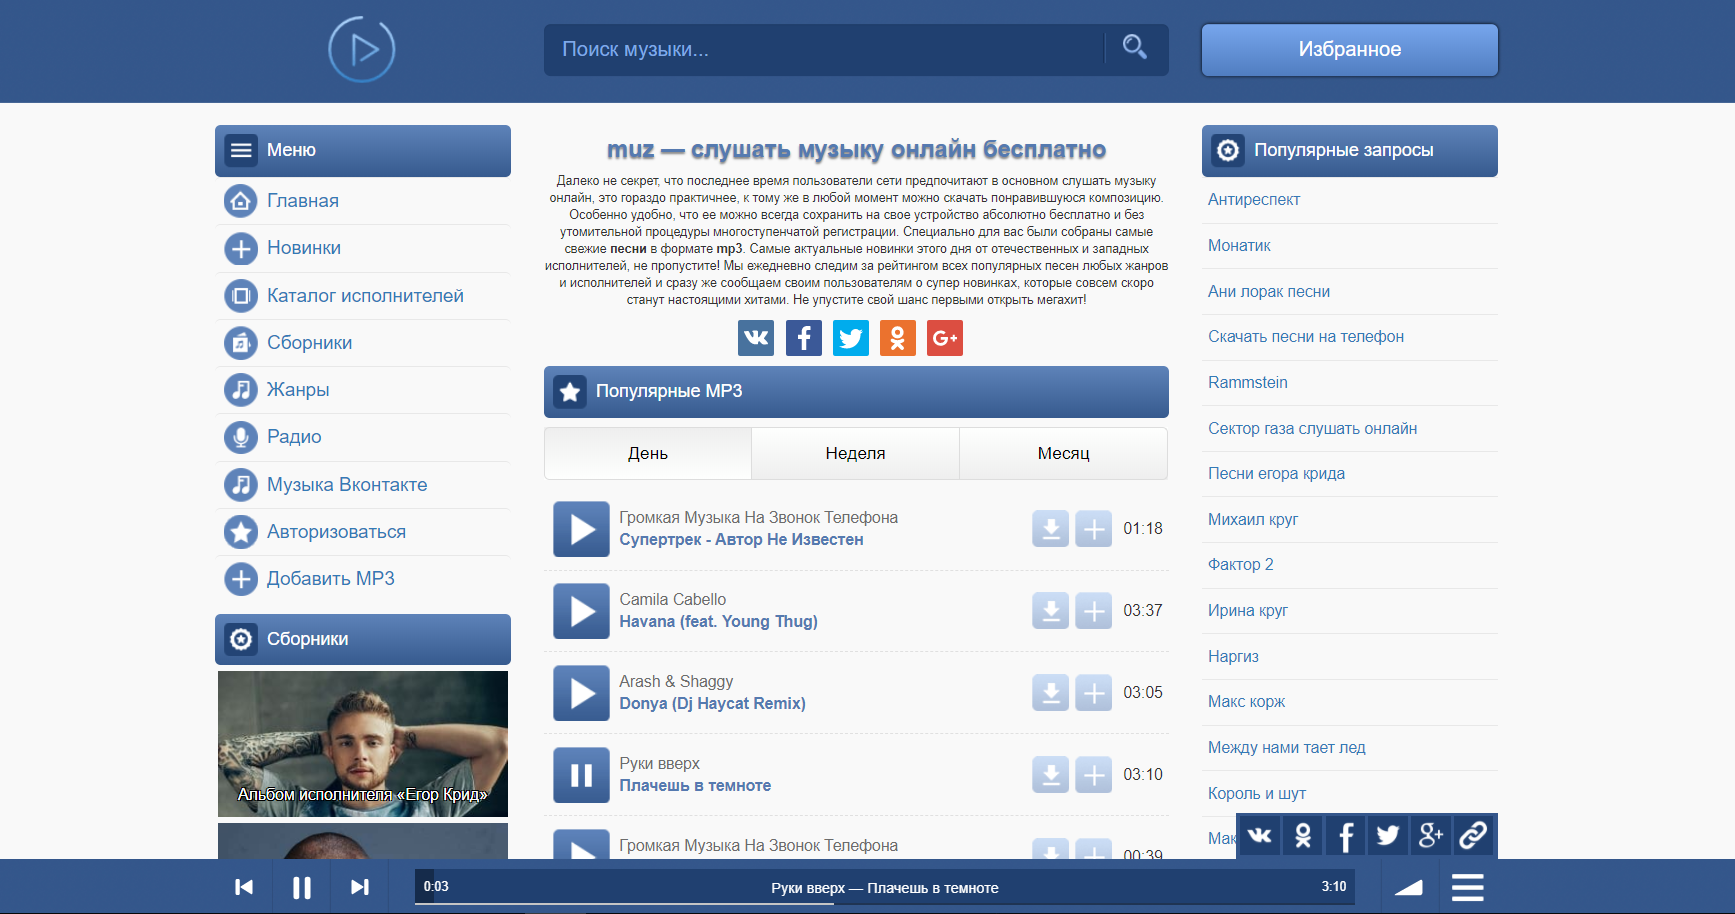 Поиск музыки...
Избранное
Меню
Главная
Новинки
Каталог исполнителей
Сборники
Жанры
Радио
Музыка Вконтакте
Авторизоваться
Добавить MP3
Сборники
Альбом исполнителя «Егор Крид»
muz — слушать музыку онлайн бесплатно
Далеко не секрет, что последнее время пользователи сети предпочитают в основном слушать музыку
онлайн, это гораздо практичнее, к тому же в любой момент можно скачать понравившуюся композицию.
Особенно удобно, что ее можно всегда сохранить на свое устройство абсолютно бесплатно и без
утомительной процедуры многоступенчатой регистрации. Специально для вас были собраны самые
свежие песни в формате mp3. Самые актуальные новинки этого дня от отечественных и западных
исполнителей, не пропустите! Мы ежедневно следим за рейтингом всех популярных песен любых жанров
и исполнителей и сразу же сообщаем своим пользователям о супер новинках, которые совсем скоро
станут настоящими хитами. Не упустите свой шанс первыми открыть мегахит!
Популярные MP3
День
Неделя
Месяц
Громкая Музыка На Звонок Телефона
Супертрек - Автор Не Известен
01:18
Camila Cabello
Havana (feat. Young Thug)
03:37
Arash & Shaggy
Donya (Dj Haycat Remix)
03:05
Руки вверх
Плачешь в темноте
03:10
Громкая Музыка На Звонок Телефона
00:39
Популярные запросы
Антиреспект
Монатик
Ани лорак песни
Скачать песни на телефон
Rammstein
Сектор газа слушать онлайн
Песни егора крида
Михаил круг
Фактор 2
Ирина круг
Наргиз
Макс корж
Между нами тает лед
Король и шут
Мак
0:03
Руки вверх — Плачешь в темноте
3:10